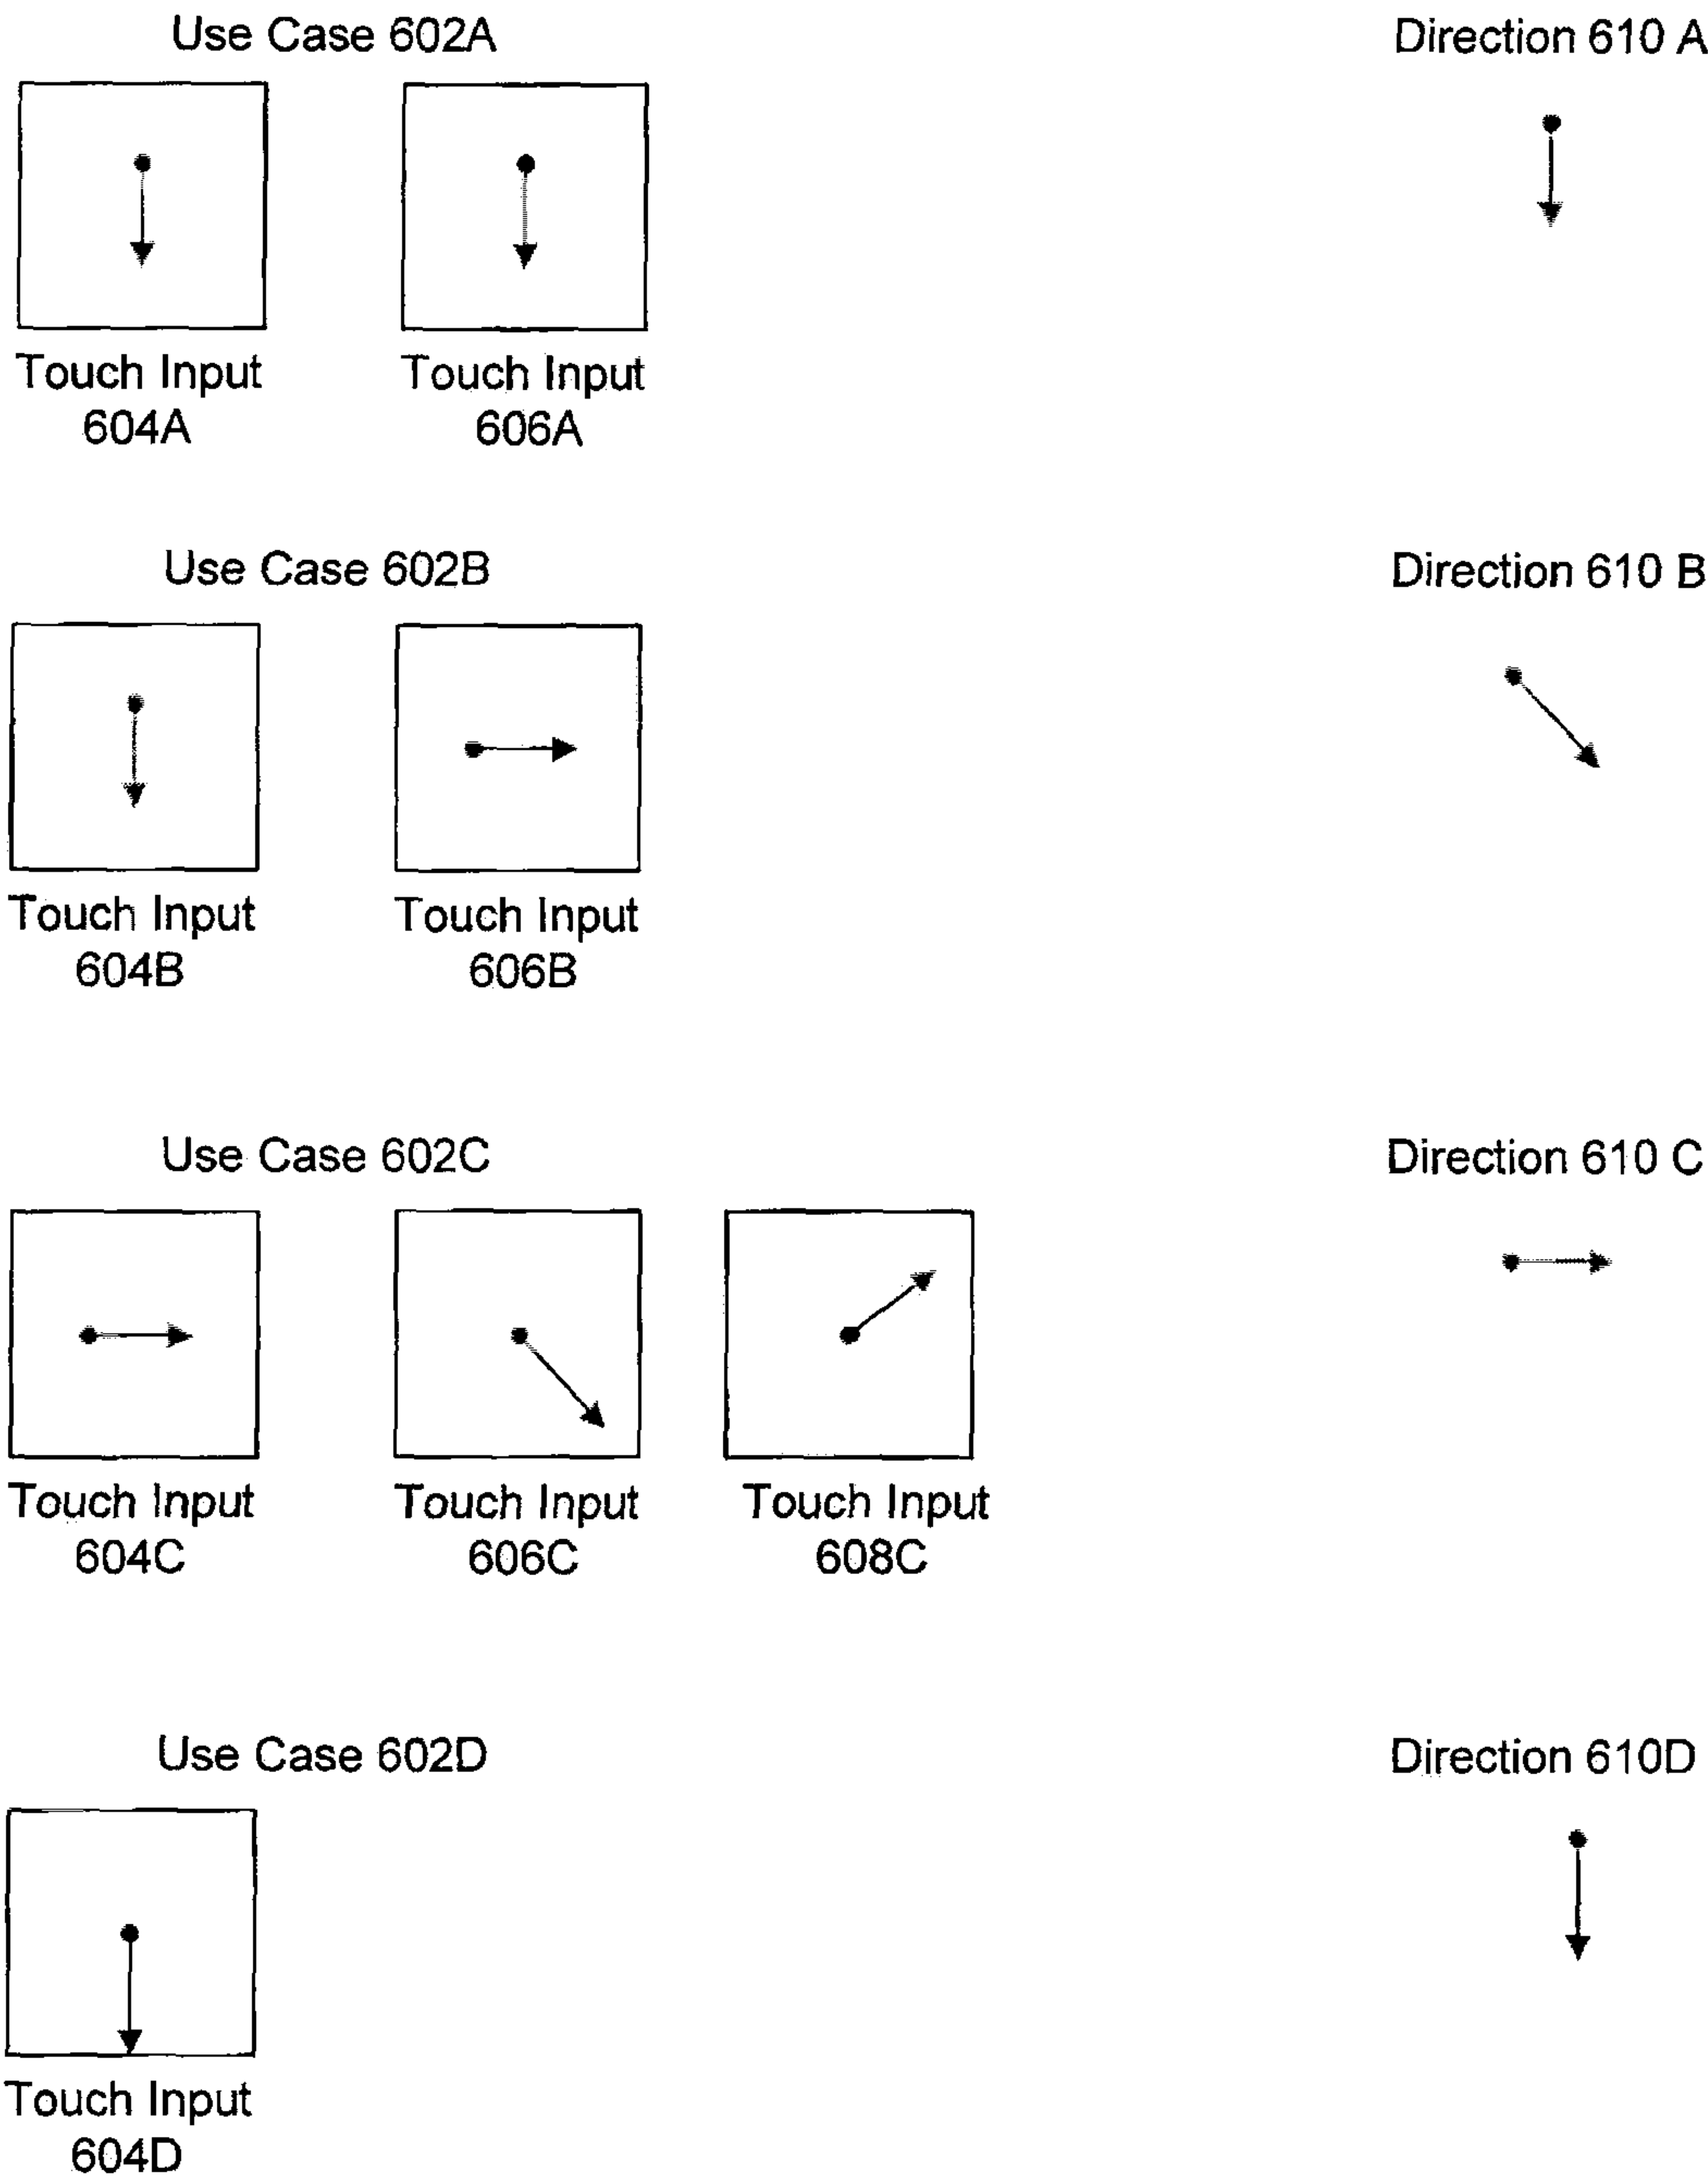 Use Case 602A
Direction 610 A
Touch Input
604A
Touch Input
606A
Use Case 602B
Direction 610 B
Touch Input
604B
Touch Input
606B
Use Case 602C
Direction 610 C
Touch Input
604C
Touch Input
606C
Touch Input
608C
Use Case 602D
Direction 610D
Touch Input
604D